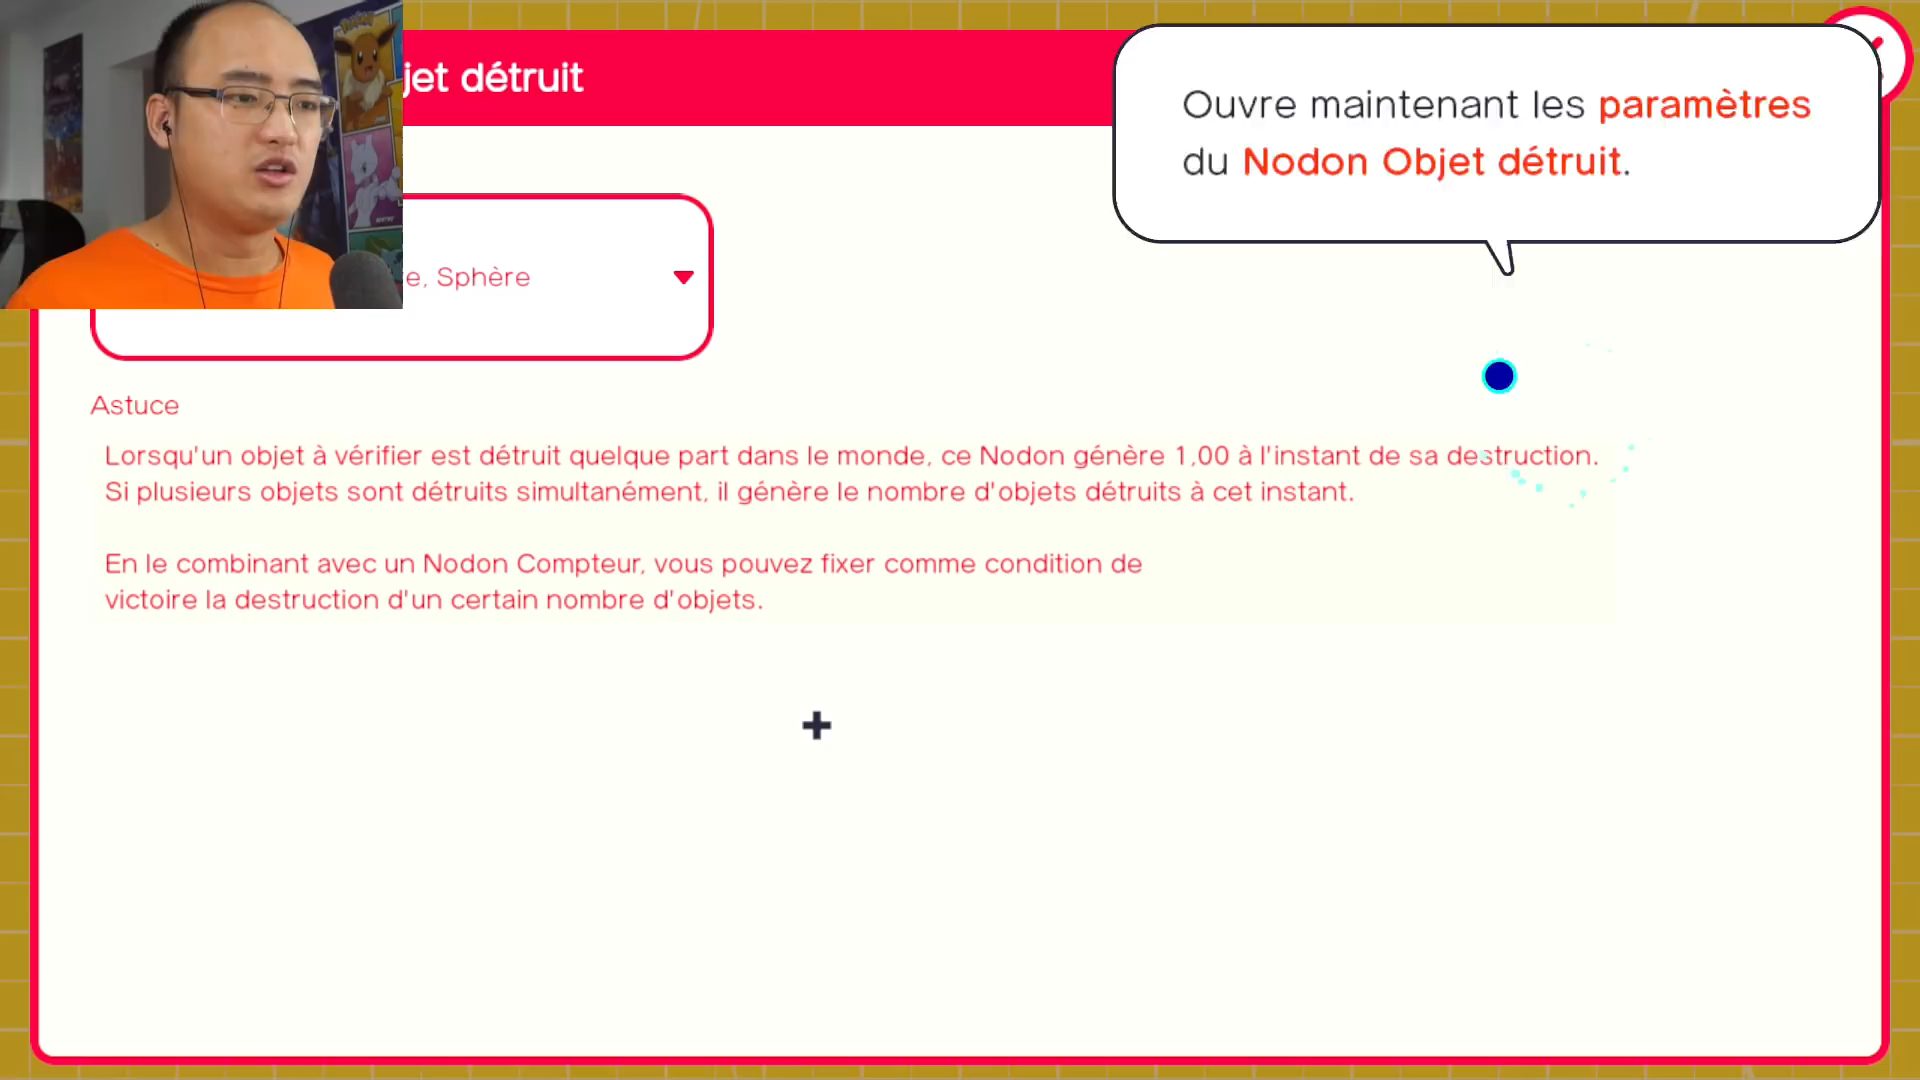 jet détruit
Ouvre maintenant les paramètres
du Nodon Objet détruit.
e, Sphère
Astuce
Lorsqu'un objet à vérifier est détruit quelque part dans le monde, ce Nodon génère 1,00 à l'instant de sa destruction.
Si plusieurs objets sont détruits simultanément, il génère le nombre d'objets détruits à cet instant.
En le combinant avec un Nodon Compteur, vous pouvez fixer comme condition de
victoire la destruction d'un certain nombre d'objets.